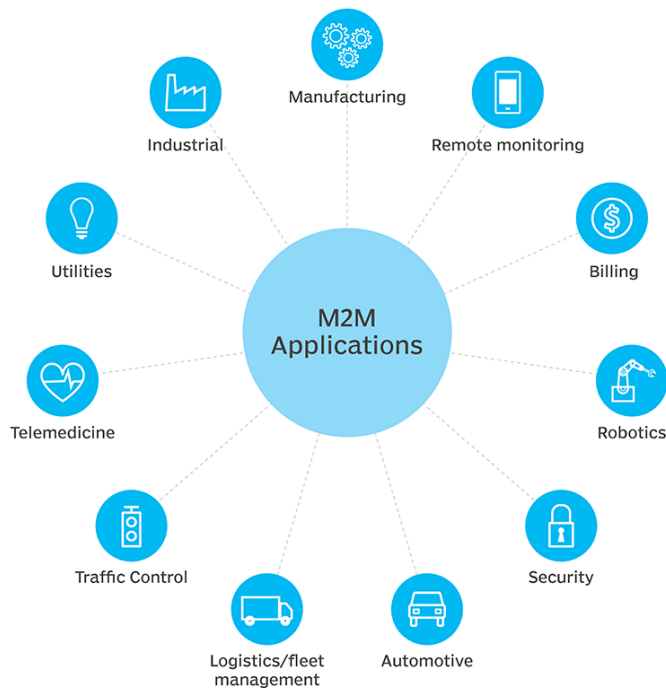 Manufacturing
Remote monitoring
Billing
Robotics
Security
Automotive
Logistics/fleet
management
Traffic Control
Telemedicine
Utilities
Industrial
M2M
Applications
$